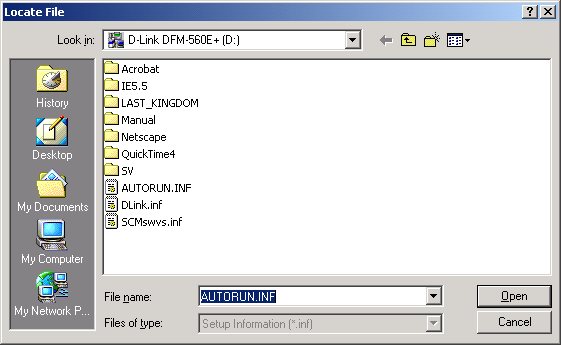 Locate File
Look in: D-Link DFM-560E+ (D:)
History
Desktop
My Documents
My Computer
My Network P...
Acrobat
IE5.5
LAST_KINGDOM
Manual
Netscape
QuickTime4
SV
AUTORUN.INF
DLink.inf
SCMswvs.inf
File name: AUTORUN.INF
Open
Files of type: Setup Information (*.inf)
Cancel